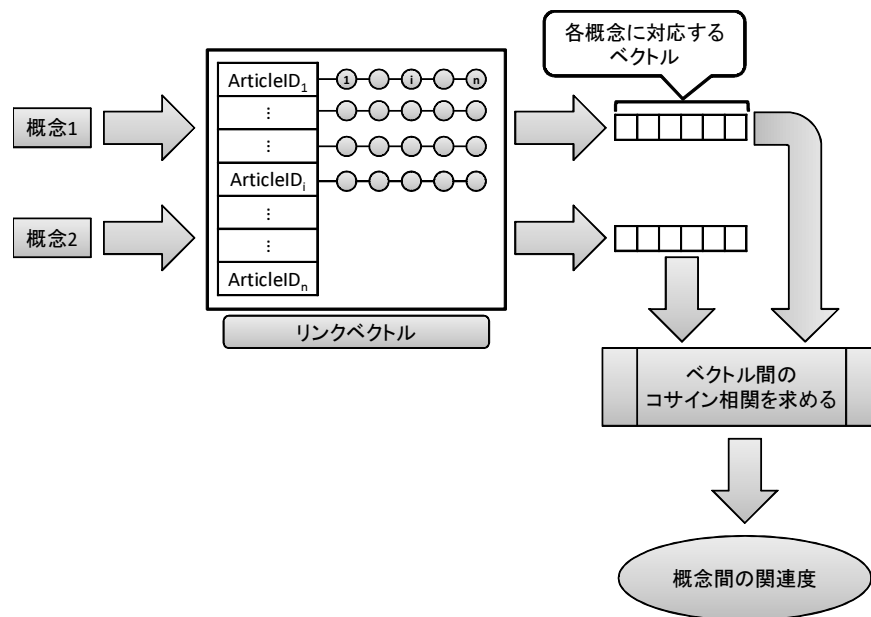 各概念に対応する
ベクトル
概念1
概念2
ArticleID1
⋮
⋮
ArticleIDi
⋮
⋮
ArticleIDn
1
i
n
リンクベクトル
ベクトル間の
コサイン相関を求める
概念間の関連度